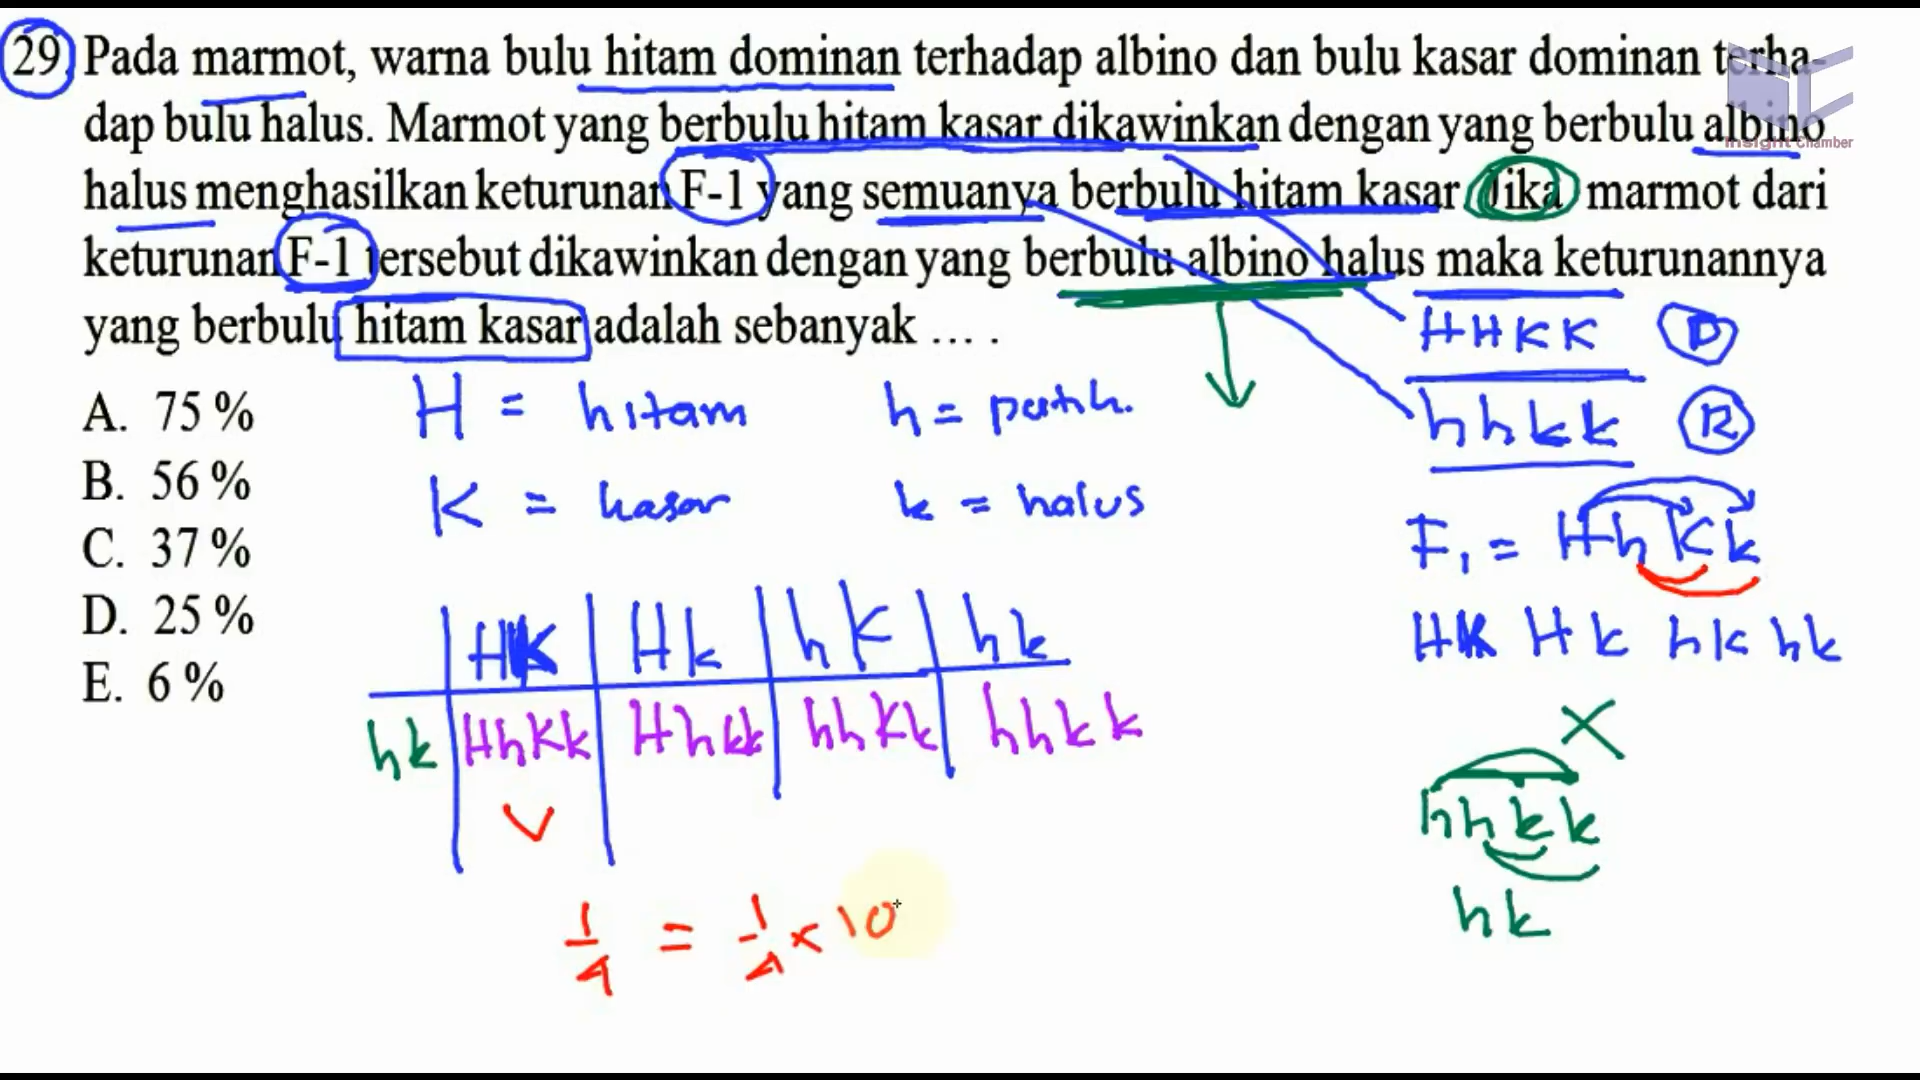 29. Pada marmot, warna bulu hitam dominan terhadap albino dan bulu kasar dominan terha-
dap bulu halus. Marmot yang berbulu hitam kasar dikawinkan dengan yang berbulu albino
Insight Chamber
halus menghasilkan keturunan F-1 yang semuanya berbulu hitam kasar Jika marmot dari
keturunan F-1 tersebut dikawinkan dengan yang berbulu albino halus maka keturunannya
yang berbulu hitam kasar adalah sebanyak ... .
HHKK D
A. 75 % H = hitam h = putih.
hhkk R
B. 56 % K = kasar k = halus
C. 37 % F1 = HhKk
D. 25 % HK Hk hK hk
HK Hk hK hk
E. 6 %
hk HhKk Hhkk hhKk hhkk
X
V
hhkk
1/4 = 1/4 x 10
hk